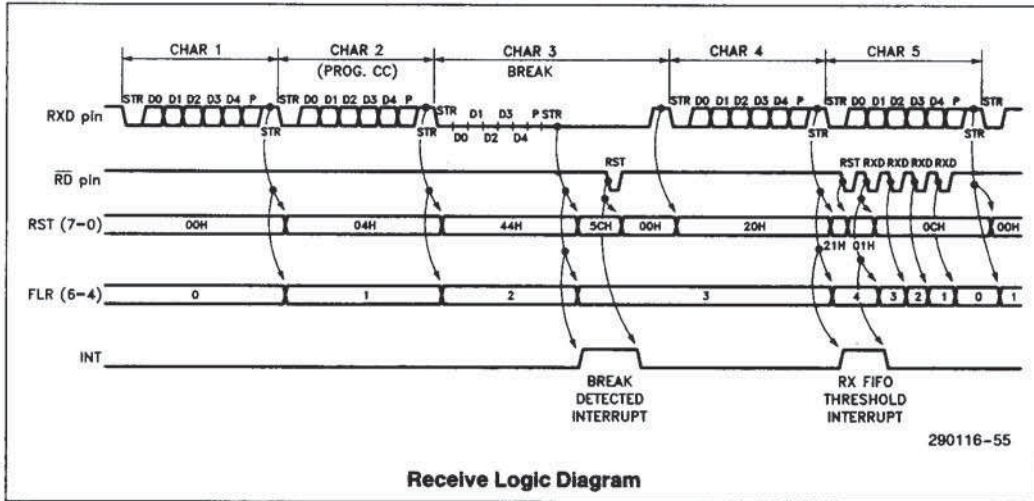 CHAR 1 CHAR 2 CHAR 3 CHAR 4 CHAR 5
(PROG. CC) BREAK
STR D0 D1 D2 D3 D4 P STR D0 D1 D2 D3 D4 P STR D1 D3 P STR STR D0 D1 D2 D3 D4 P STR D0 D1 D2 D3 D4 P STR
RXD pin
STR STR D0 D2 D4 STR STR
RST RST RXD RXD RXD RXD
RD pin
RST (7-0) 00H 04H 44H 5CH 00H 20H 0CH 00H
21H 01H
FLR (6-4) 0 1 2 3 4 3 2 1 0 1
INT
BREAK DETECTED INTERRUPT
RX FIFO THRESHOLD INTERRUPT
290116-55
Receive Logic Diagram